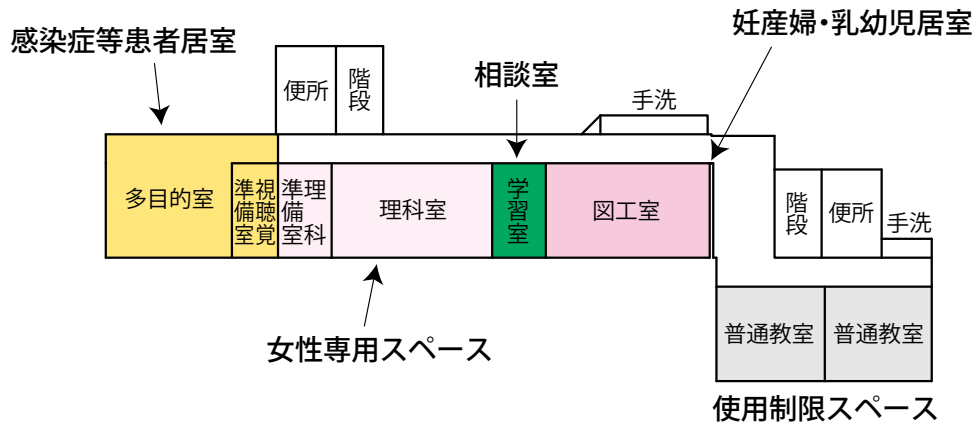 感染症等患者居室
妊産婦・乳幼児居室
相談室
便所
階段
手洗
多目的室
視聴覚準備室
理科準備室
理科室
学習室
図工室
階段
便所
手洗
女性専用スペース
普通教室
普通教室
使用制限スペース